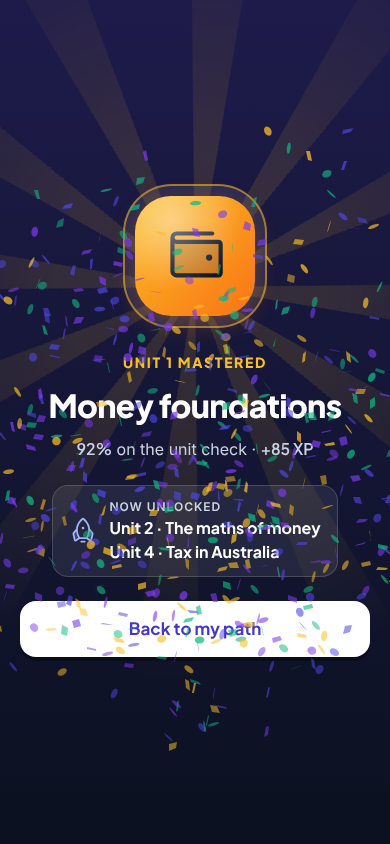 UNIT 1 MASTERED
Money foundations
92% on the unit check · +85 XP
NOW UNLOCKED
Unit 2 · The maths of money
Unit 4 · Tax in Australia
Back to my path